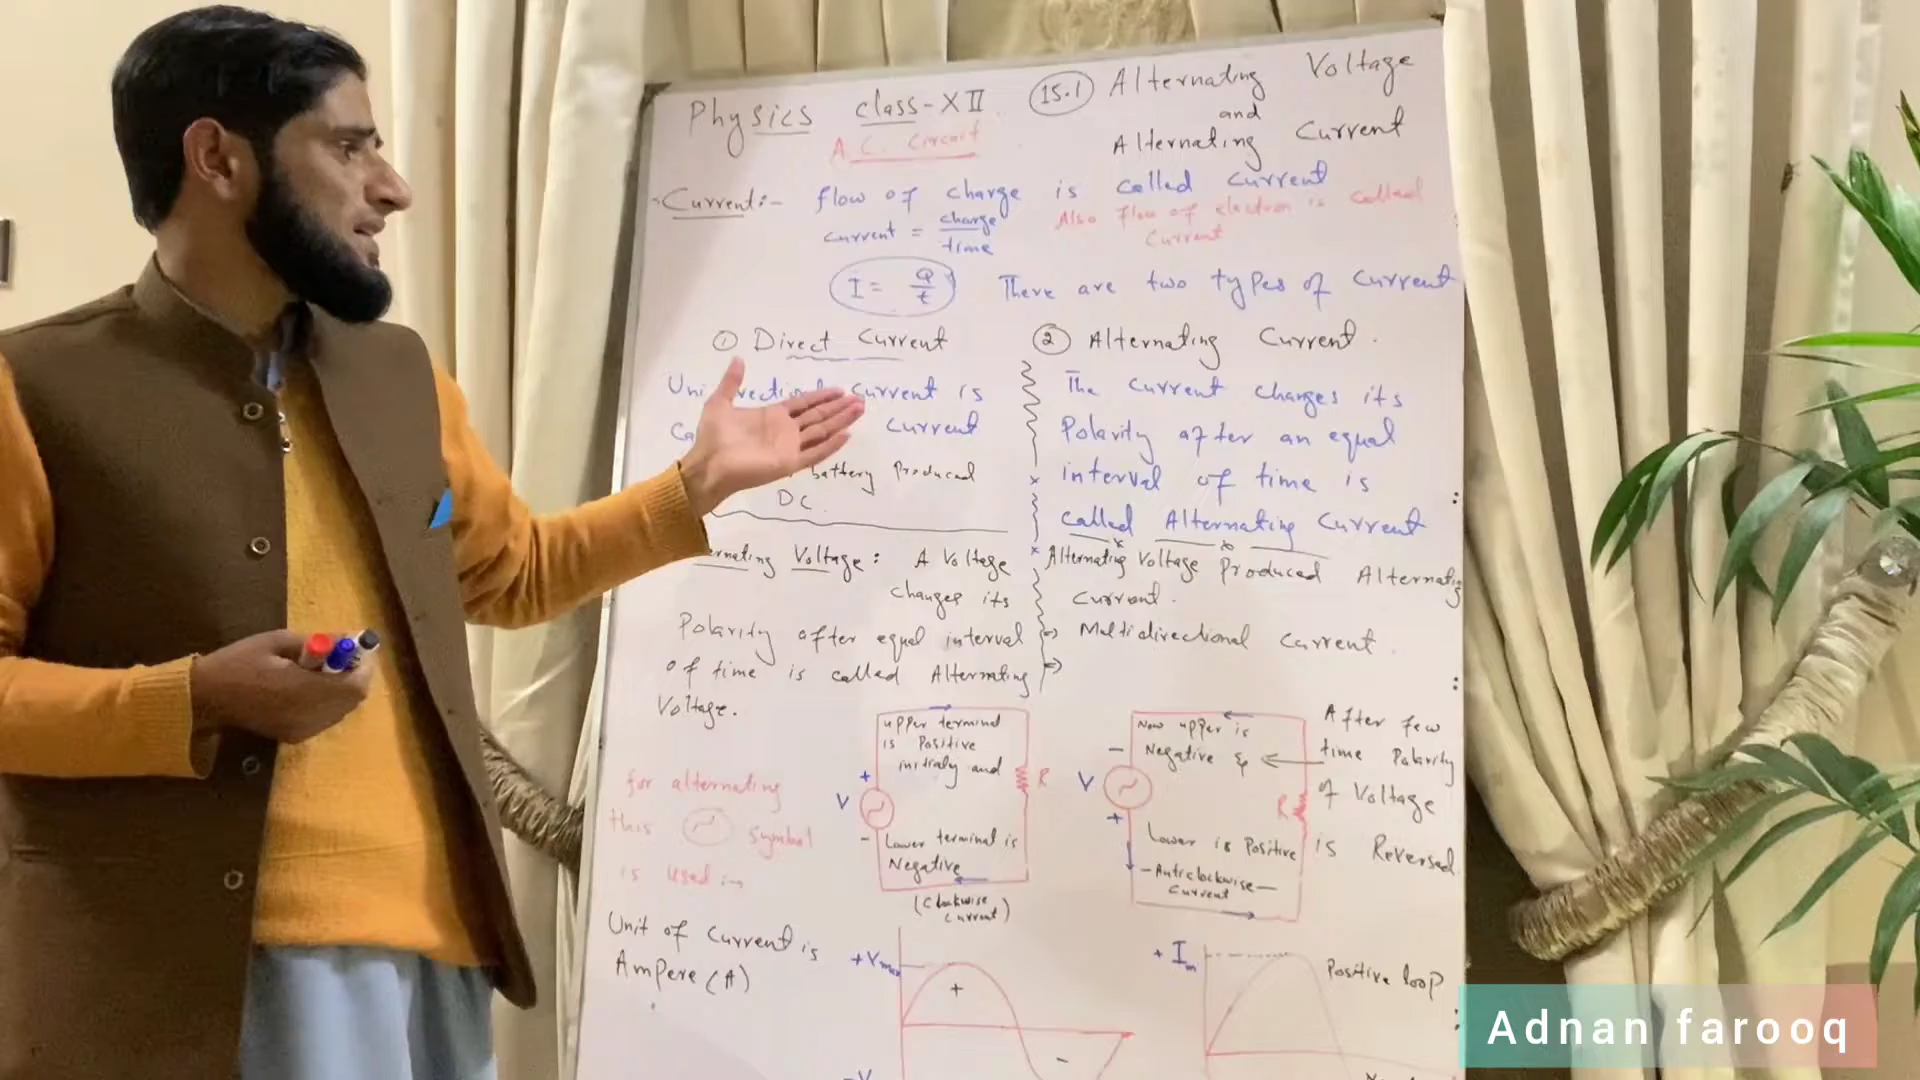 Physics class-XII
A.C. Circuit
15.1 Alternating Voltage
and
Alternating Current
Current:- flow of charge is called current
current = charge/time
Also flow of electron is called
current
I = Q/t
There are two types of current
① Direct Current
Unidirectional current is
current
battery produced
DC.
② Alternating Current.
The current changes its
Polarity after an equal
interval of time is
called Alternating current
Alternating Voltage produced Alternating
current.
Multidirectional current.
Voltage: A Voltage
changes its
Polarity after equal interval
of time is called Alternating
Voltage.
for alternating
this symbol
is used in
Unit of current is
Ampere (A)
upper terminal
is positive
initialy and
+
V
-
R
Lower terminal is
Negative
(Clockwise
current)
Now upper is
Negative &
-
V
+
R
Lower is Positive
-Anticlockwise-
current
After few
time Polarity
of Voltage
is Reversed
+Vmax
+
-
-V
+Im
Positive loop
Adnan farooq